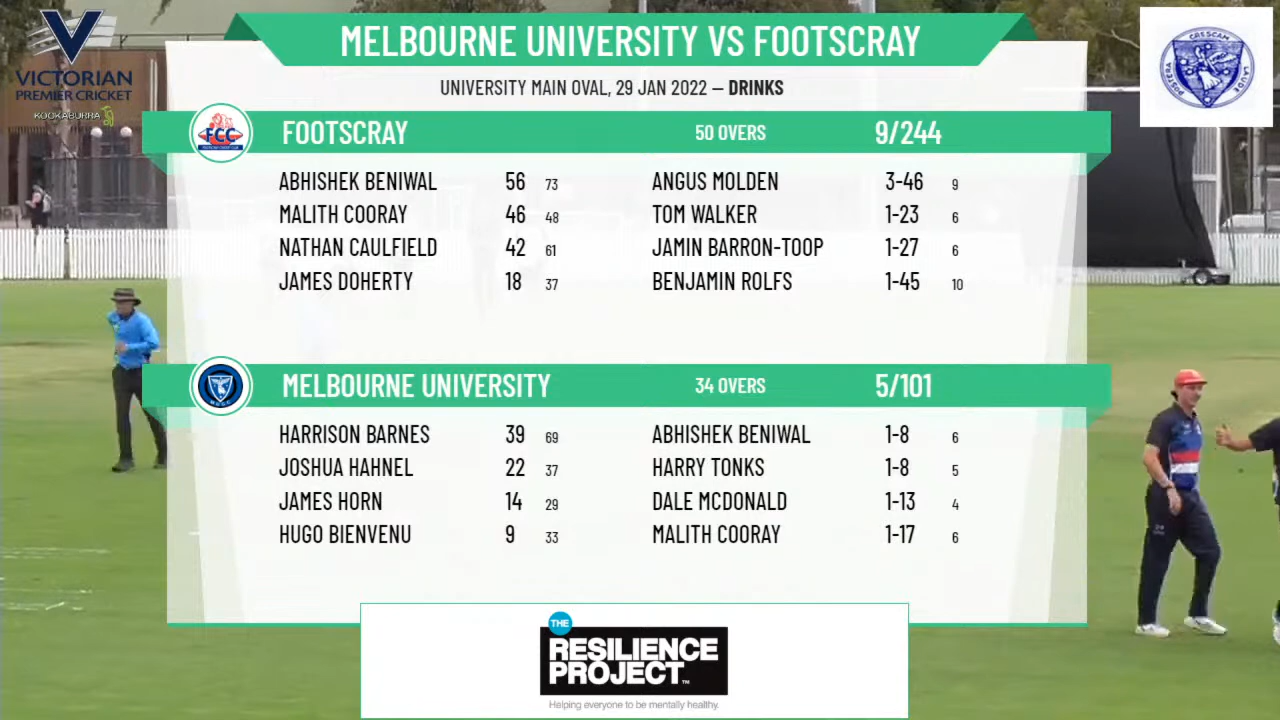 VICTORIAN
PREMIER CRICKET
KOOKABURRA
MELBOURNE UNIVERSITY VS FOOTSCRAY
UNIVERSITY MAIN OVAL, 29 JAN 2022 – DRINKS
CRESCAM
LAUDE
POSTERA
FCC
FOOTSCRAY 50 OVERS 9/244
ABHISHEK BENIWAL 56 73 ANGUS MOLDEN 3-46 9
MALITH COORAY 46 48 TOM WALKER 1-23 6
NATHAN CAULFIELD 42 61 JAMIN BARRON-TOOP 1-27 6
JAMES DOHERTY 18 37 BENJAMIN ROLFS 1-45 10
MELBOURNE UNIVERSITY 34 OVERS 5/101
HARRISON BARNES 39 69 ABHISHEK BENIWAL 1-8 6
JOSHUA HAHNEL 22 37 HARRY TONKS 1-8 5
JAMES HORN 14 29 DALE MCDONALD 1-13 4
HUGO BIENVENU 9 33 MALITH COORAY 1-17 6
THE
RESILIENCE
PROJECT™
Helping everyone to be mentally healthy.